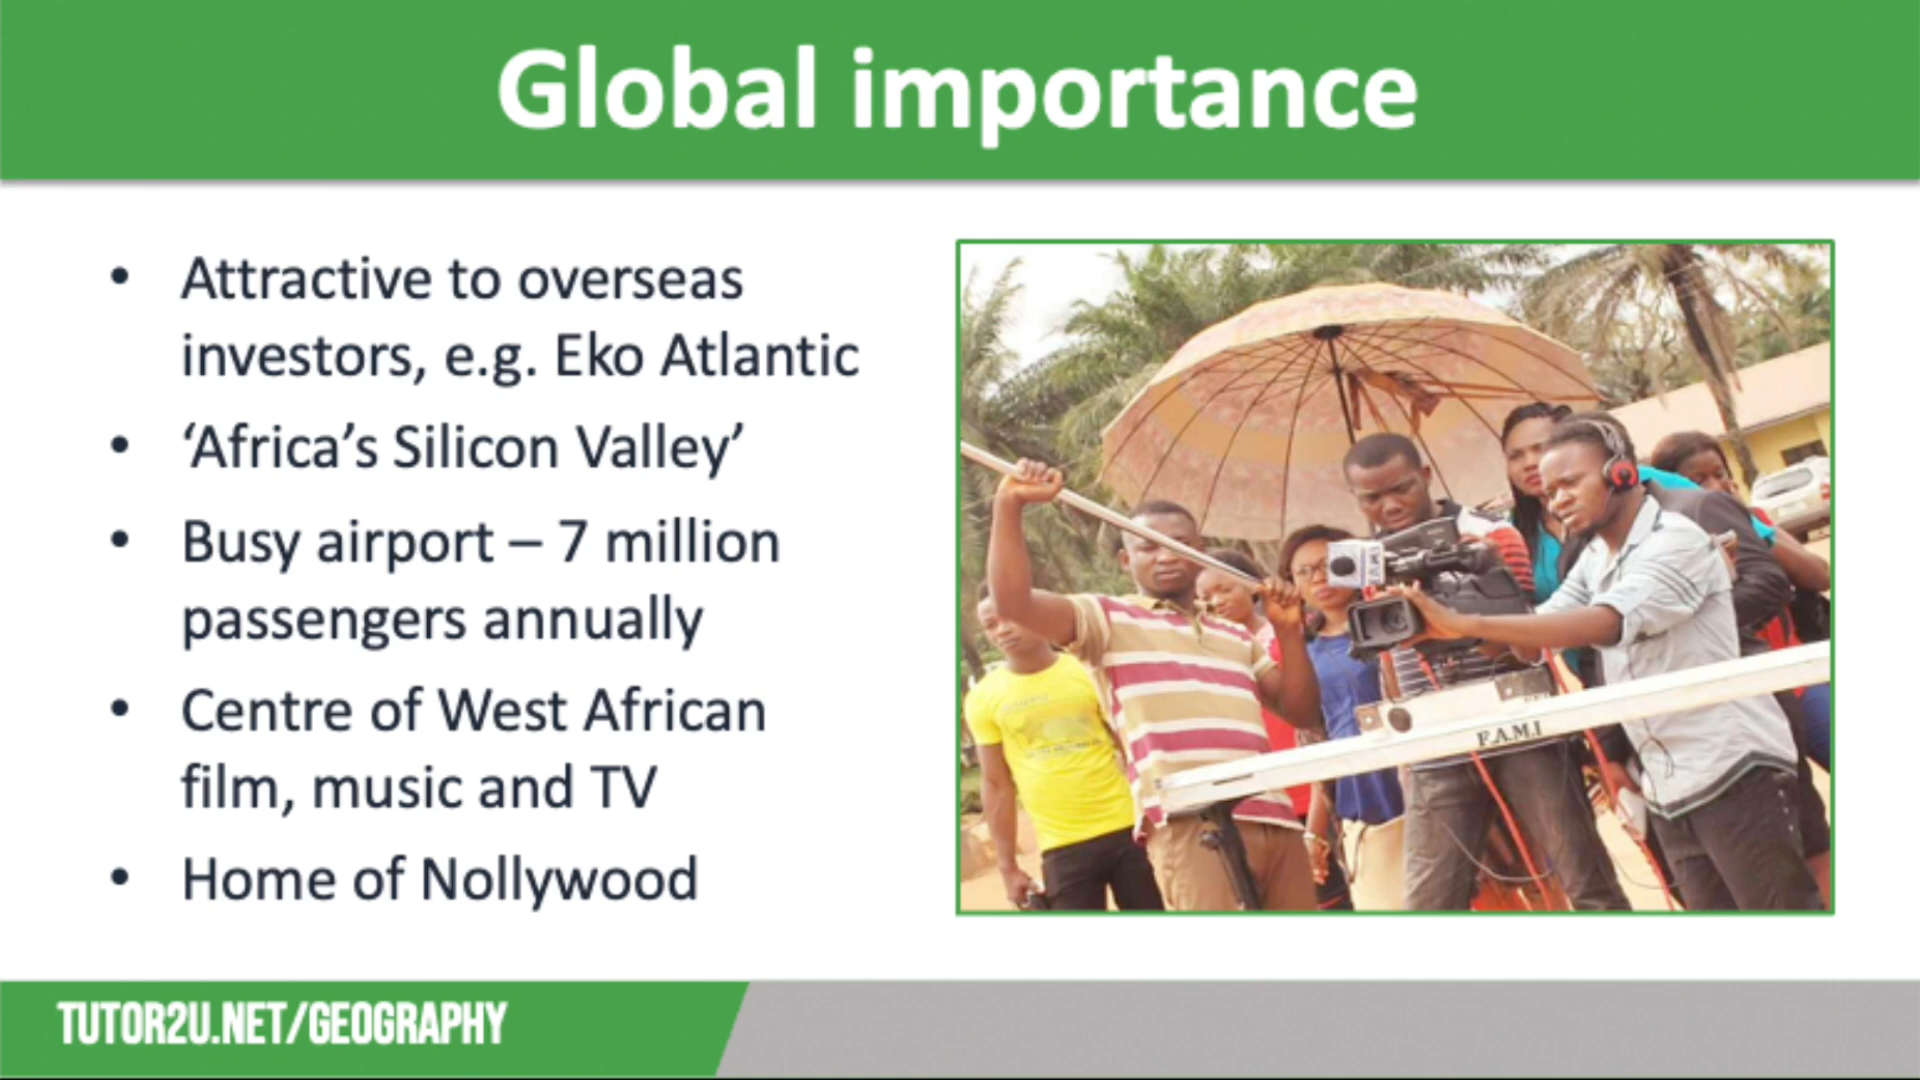 Global importance
• Attractive to overseas
investors, e.g. Eko Atlantic
• ‘Africa’s Silicon Valley’
• Busy airport – 7 million
passengers annually
• Centre of West African
film, music and TV
• Home of Nollywood
F.A.M.I
TUTOR2U.NET/GEOGRAPHY